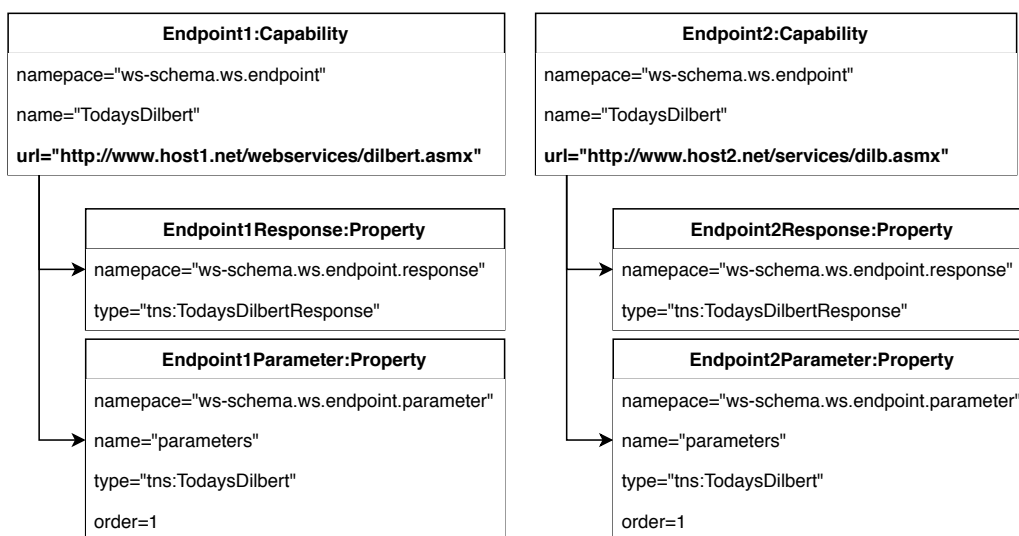 Endpoint1:Capability
namepace="ws-schema.ws.endpoint"
name="TodaysDilbert"
url="http://www.host1.net/webservices/dilbert.asmx"
Endpoint1Response:Property
namepace="ws-schema.ws.endpoint.response"
type="tns:TodaysDilbertResponse"
Endpoint1Parameter:Property
namepace="ws-schema.ws.endpoint.parameter"
name="parameters"
type="tns:TodaysDilbert"
order=1
Endpoint2:Capability
namepace="ws-schema.ws.endpoint"
name="TodaysDilbert"
url="http://www.host2.net/services/dilb.asmx"
Endpoint2Response:Property
namepace="ws-schema.ws.endpoint.response"
type="tns:TodaysDilbertResponse"
Endpoint2Parameter:Property
namepace="ws-schema.ws.endpoint.parameter"
name="parameters"
type="tns:TodaysDilbert"
order=1